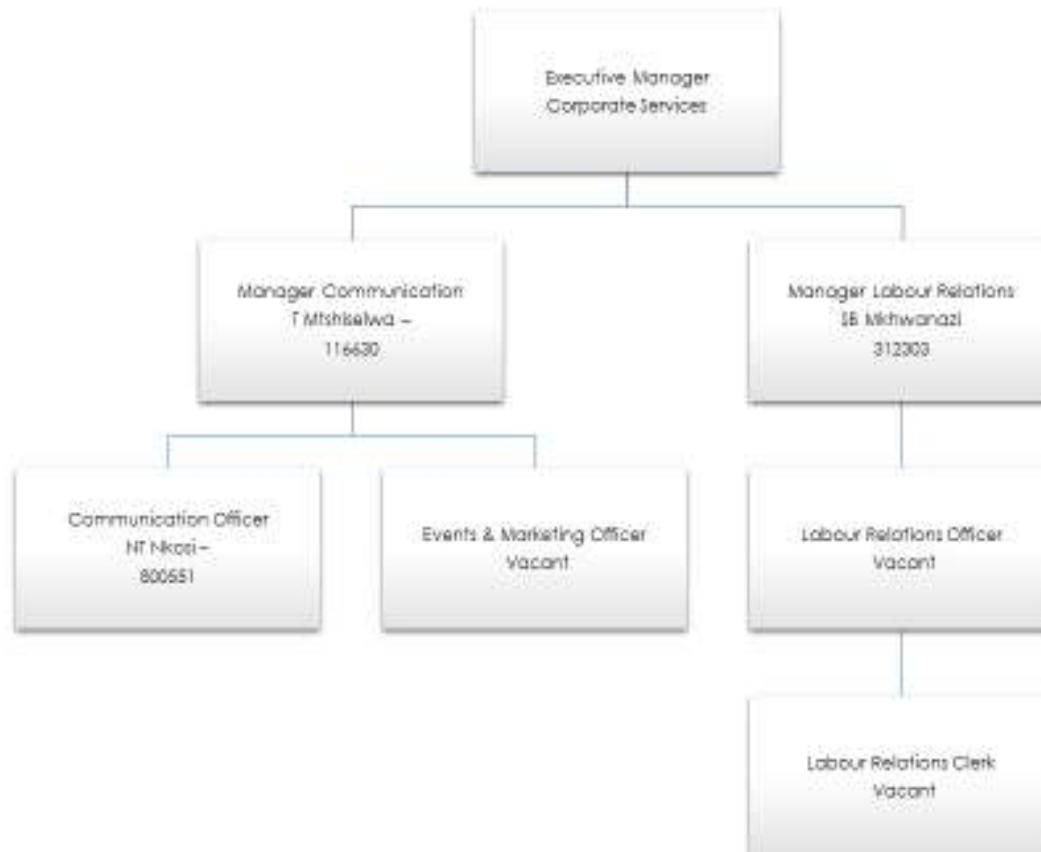 Executive Manager
Corporate Services
Manager Communication
T Mtshiselwa –
116630
Manager Labour Relations
SB Mkhwanazi
312303
Communication Officer
NT Nkosi –
800551
Events & Marketing Officer
Vacant
Labour Relations Officer
Vacant
Labour Relations Clerk
Vacant